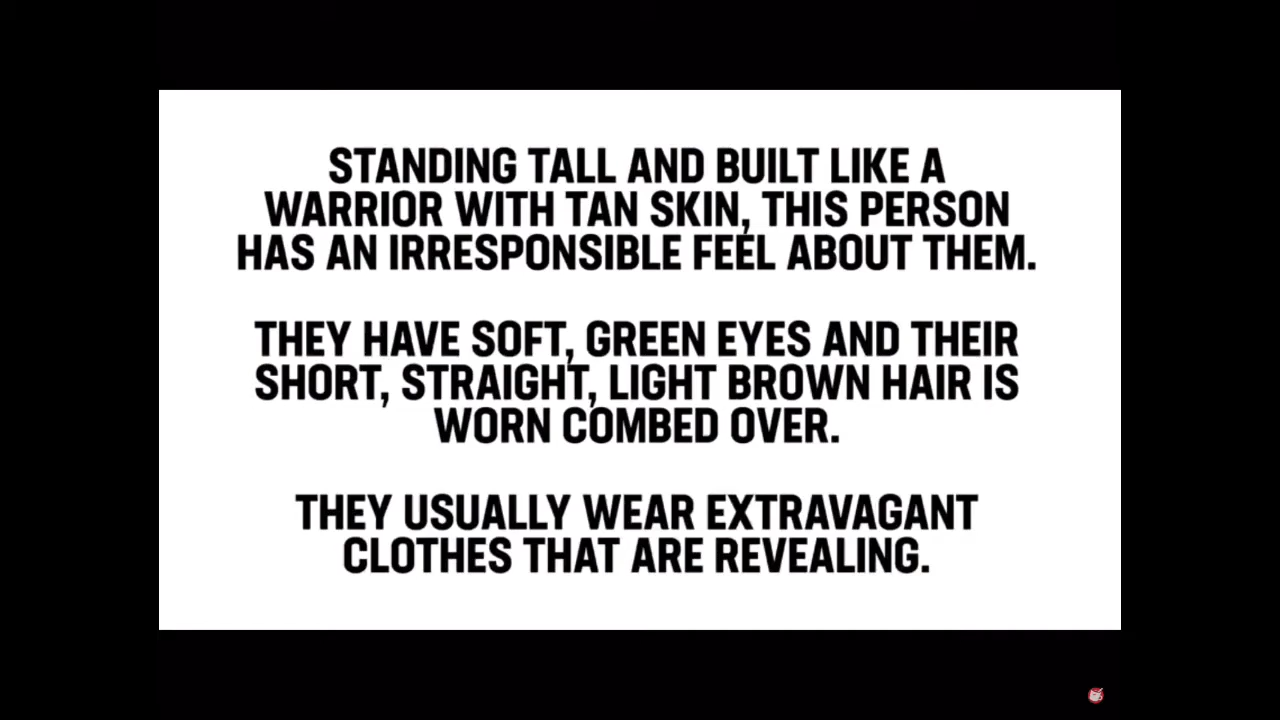 STANDING TALL AND BUILT LIKE A
WARRIOR WITH TAN SKIN, THIS PERSON
HAS AN IRRESPONSIBLE FEEL ABOUT THEM.
THEY HAVE SOFT, GREEN EYES AND THEIR
SHORT, STRAIGHT, LIGHT BROWN HAIR IS
WORN COMBED OVER.
THEY USUALLY WEAR EXTRAVAGANT
CLOTHES THAT ARE REVEALING.